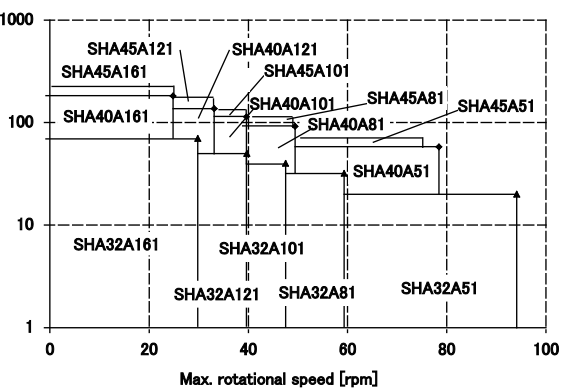 1000
SHA45A121
SHA40A121
SHA45A161
SHA45A101
SHA40A101
SHA45A81
SHA45A51
SHA40A161
100
SHA40A81
SHA40A51
10
SHA32A161
SHA32A101
SHA32A121
SHA32A81
SHA32A51
1
0
20
40
60
80
100
Max. rotational speed [rpm]